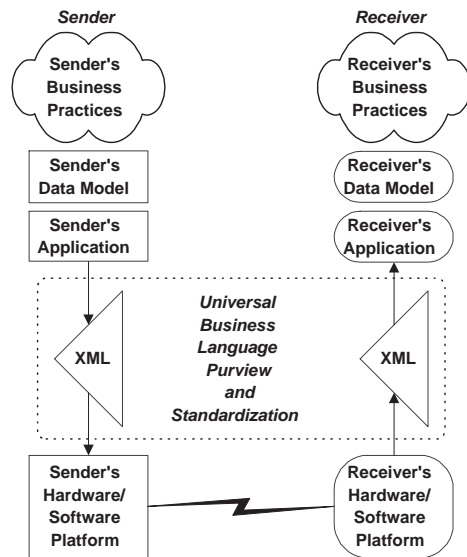 Sender
Receiver
Sender's
Business
Practices
Receiver's
Business
Practices
Sender's
Data Model
Receiver's
Data Model
Sender's
Application
Receiver's
Application
Universal
Business
Language
Purview
and
Standardization
XML
XML
Sender's
Hardware/
Software
Platform
Receiver's
Hardware/
Software
Platform